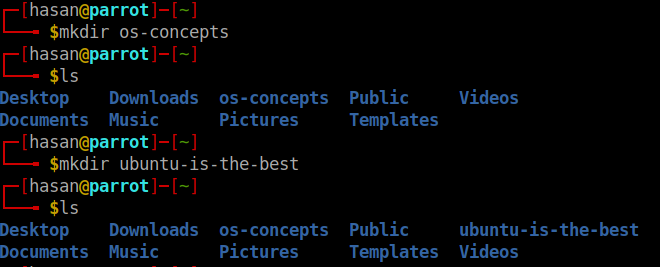 ┌─[hasan@parrot]─[~]
└──╼ $mkdir os-concepts
┌─[hasan@parrot]─[~]
└──╼ $ls
Desktop    Downloads  os-concepts  Public     Videos
Documents  Music      Pictures     Templates
┌─[hasan@parrot]─[~]
└──╼ $mkdir ubuntu-is-the-best
┌─[hasan@parrot]─[~]
└──╼ $ls
Desktop    Downloads  os-concepts  Public     ubuntu-is-the-best
Documents  Music      Pictures     Templates  Videos